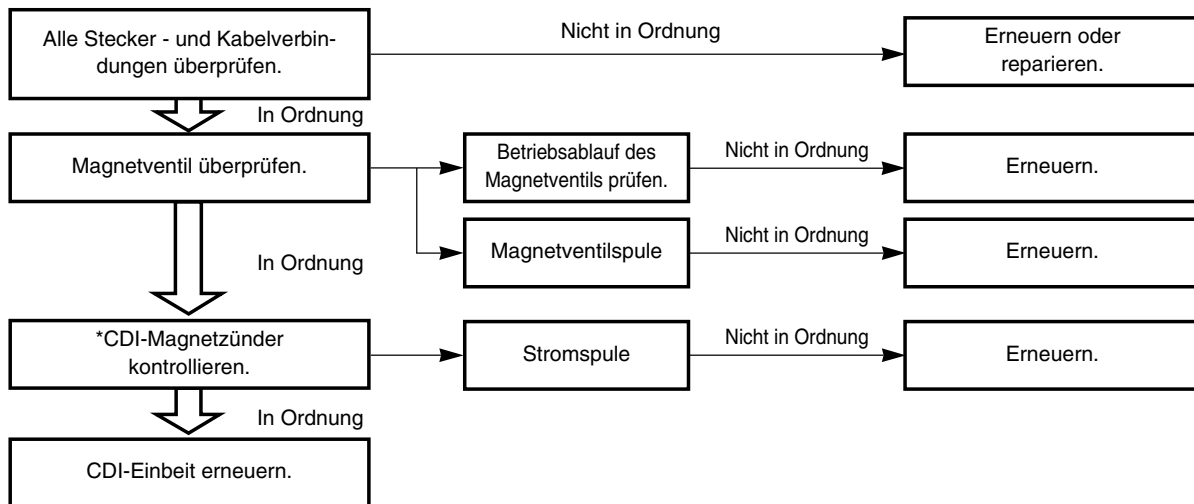 Alle Stecker - und Kabelverbin-
dungen überprüfen.
Nicht in Ordnung
Erneuern oder
reparieren.
In Ordnung
Magnetventil überprüfen.
Betriebsablauf des
Magnetventils prüfen.
Nicht in Ordnung
Erneuern.
Magnetventilspule
Nicht in Ordnung
Erneuern.
In Ordnung
*CDI-Magnetzünder
kontrollieren.
Stromspule
Nicht in Ordnung
Erneuern.
In Ordnung
CDI-Einbeit erneuern.